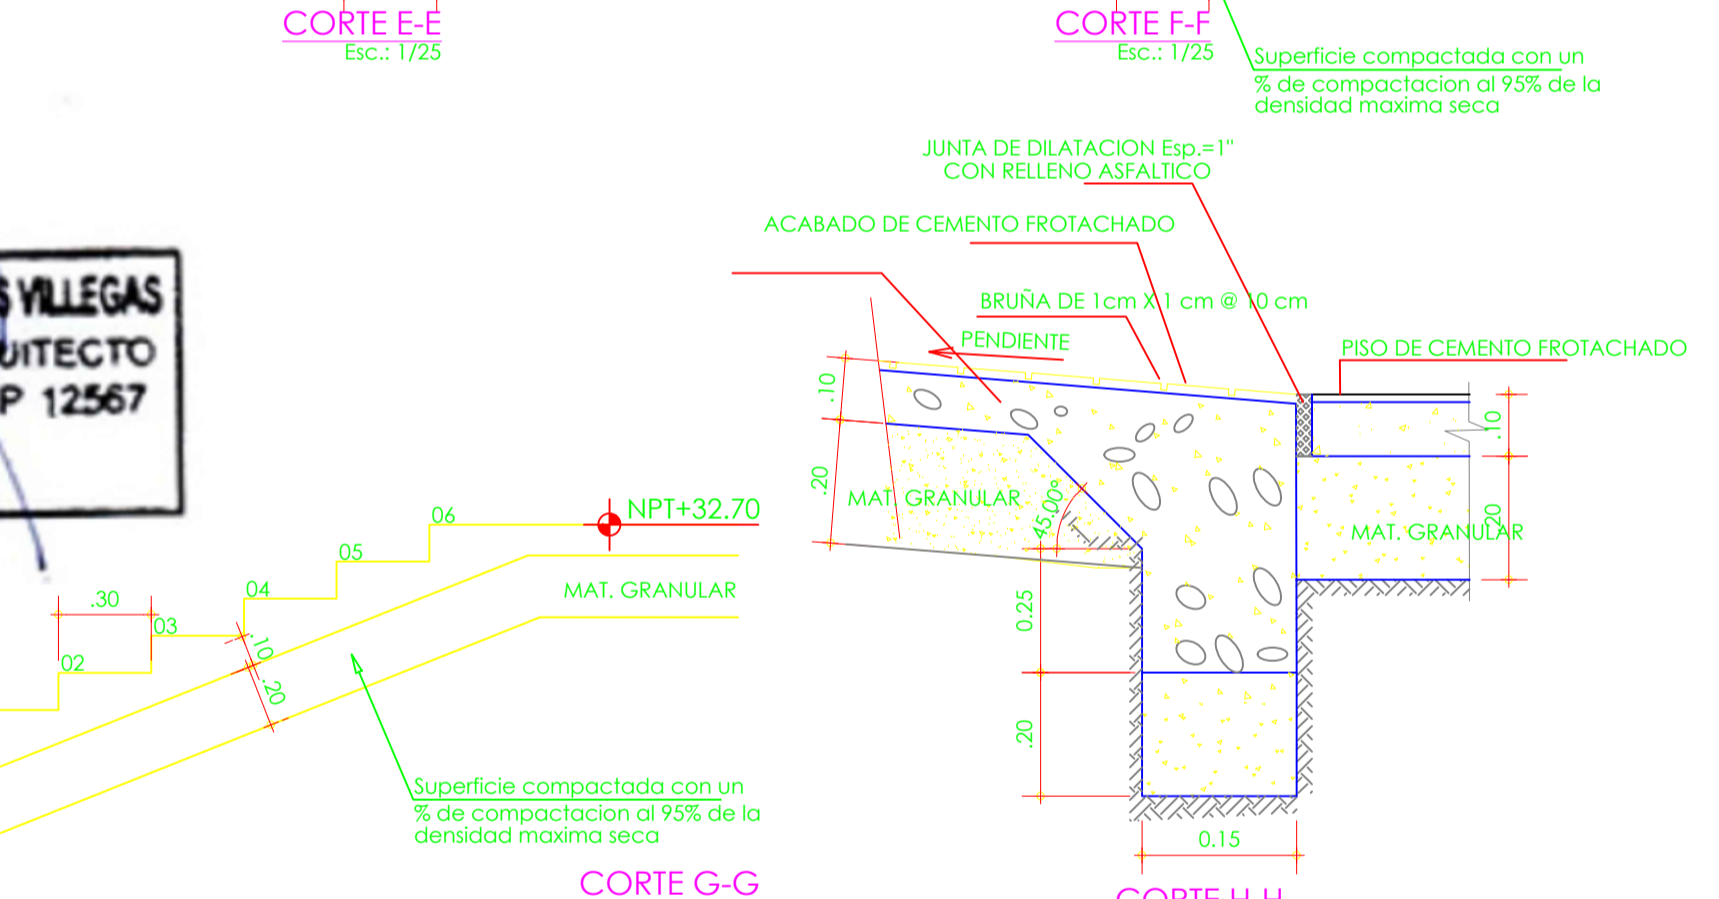 CORTE E-E
Esc.: 1/25
CORTE F-F
Esc.: 1/25
Superficie compactada con un
% de compactacion al 95% de la
densidad maxima seca
JUNTA DE DILATACION Esp.=1"
CON RELLENO ASFALTICO
ACABADO DE CEMENTO FROTACHADO
BRUÑA DE 1cm X 1 cm @ 10 cm
PENDIENTE
PISO DE CEMENTO FROTACHADO
VILLEGAS
P 12567
.10
.20
MAT. GRANULAR
45.00°
0.25
.20
0.15
.10
.20
MAT. GRANULAR
NPT+32.70
06
05
04
03
02
.30
.10
.20
MAT. GRANULAR
Superficie compactada con un
% de compactacion al 95% de la
densidad maxima seca
CORTE G-G
CORTE H-H